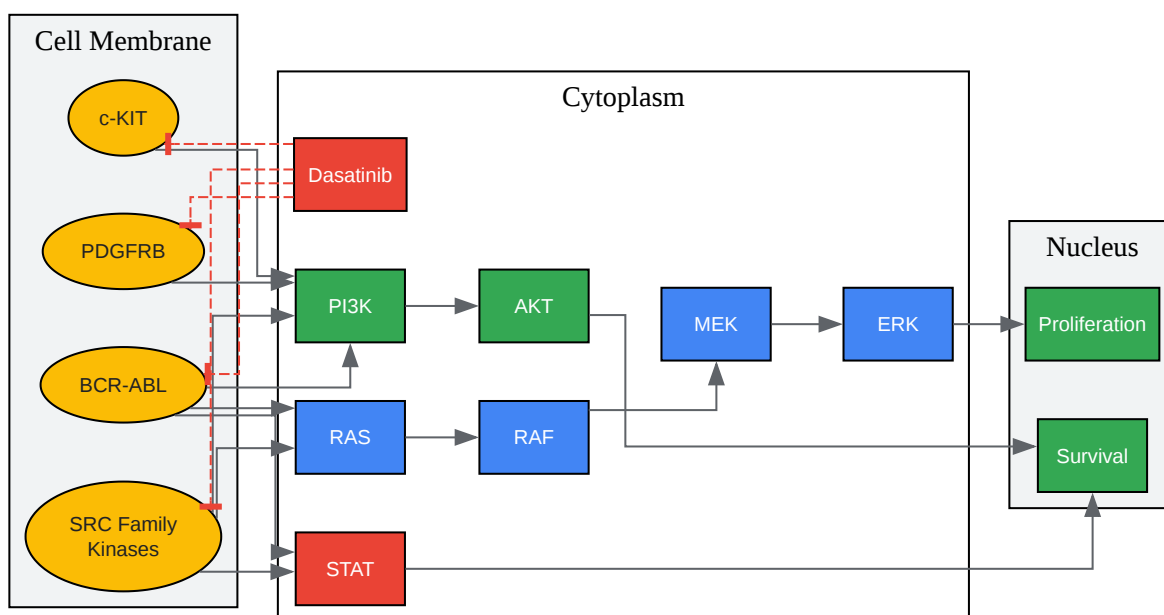 Cell Membrane
c-KIT
PDGFRB
BCR-ABL
SRC Family
Kinases
Cytoplasm
Dasatinib
PI3K
AKT
MEK
ERK
RAS
RAF
STAT
Nucleus
Proliferation
Survival